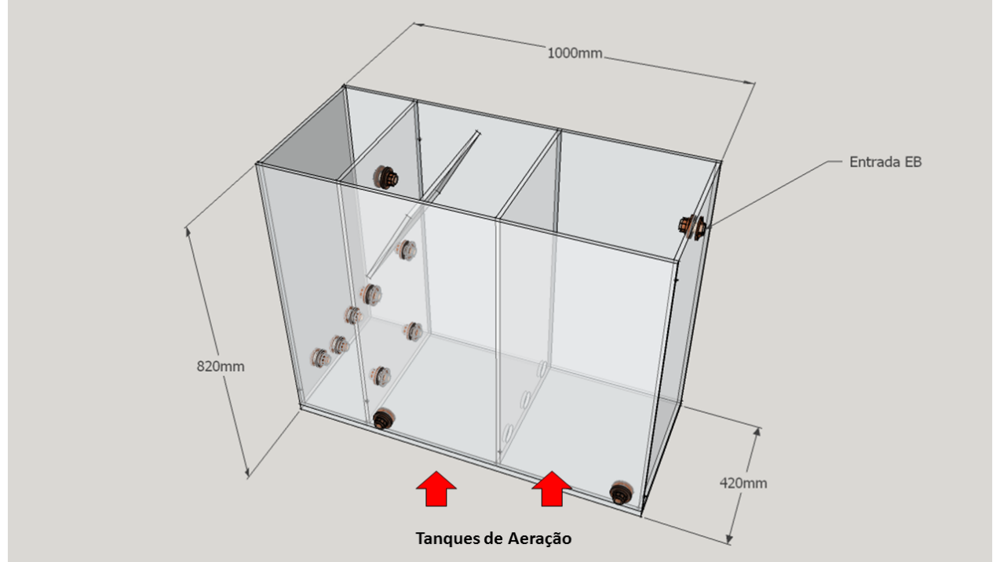 1000mm
Entrada EB
820mm
420mm
Tanques de Aeração